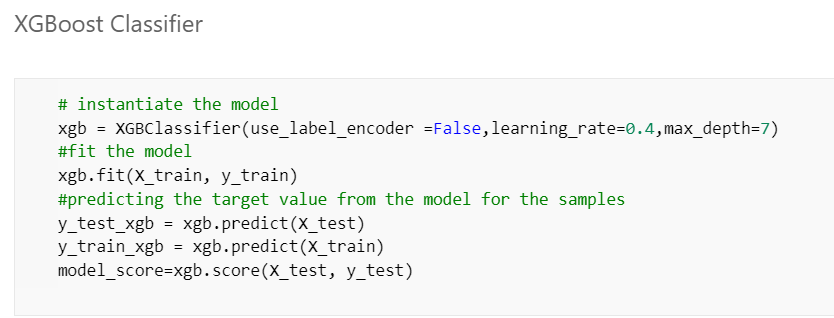 XGBoost Classifier
# instantiate the model
xgb = XGBClassifier(use_label_encoder =False,learning_rate=0.4,max_depth=7)
#fit the model
xgb.fit(X_train, y_train)
#predicting the target value from the model for the samples
y_test_xgb = xgb.predict(X_test)
y_train_xgb = xgb.predict(X_train)
model_score=xgb.score(X_test, y_test)